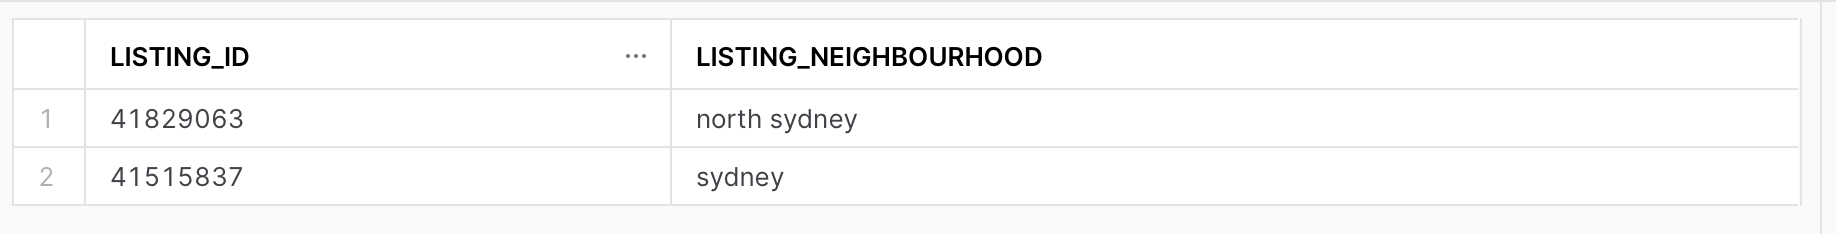 LISTING_ID ... LISTING_NEIGHBOURHOOD
1 41829063 north sydney
2 41515837 sydney